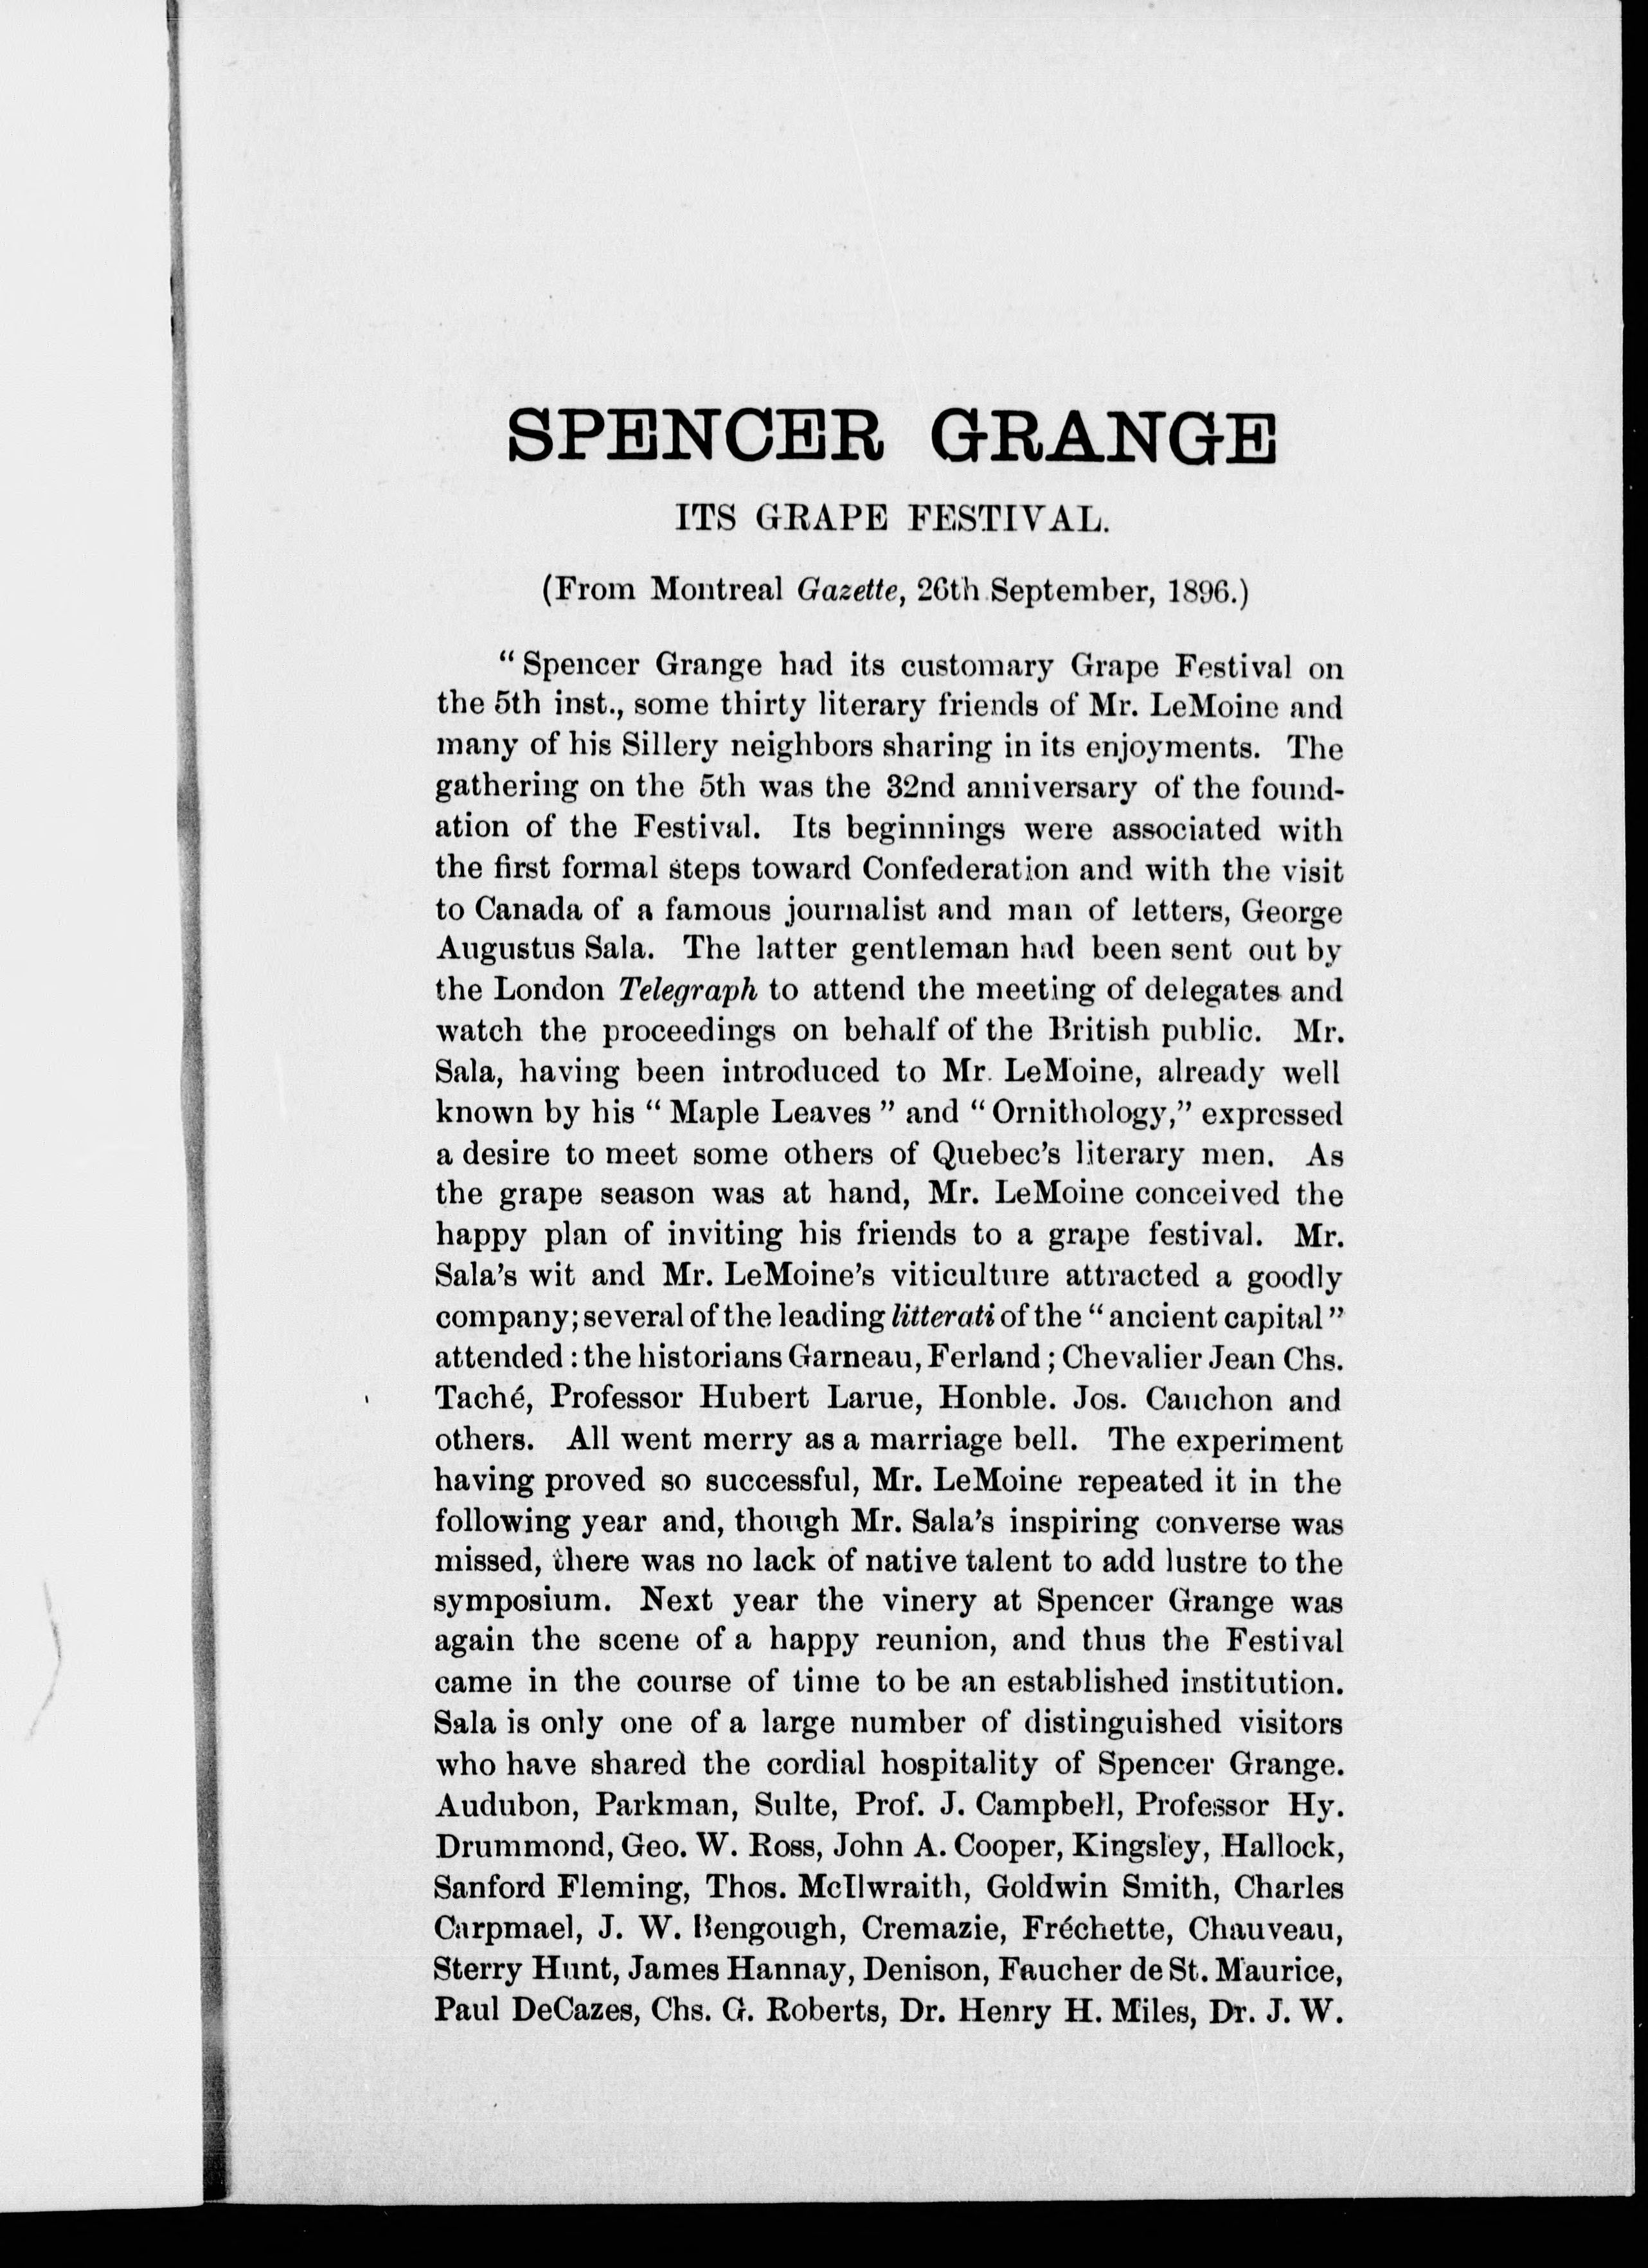 SPENCER GRANGE
ITS GRAPE FESTIVAL.
(From Montreal Gazette, 26th September, 1896.)
“Spencer Grange had its customary Grape Festival on
the 5th inst., some thirty literary friends of Mr. LeMoine and
many of his Sillery neighbors sharing in its enjoyments. The
gathering on the 5th was the 32nd anniversary of the found-
ation of the Festival. Its beginnings were associated with
the first formal steps toward Confederation and with the visit
to Canada of a famous journalist and man of letters, George
Augustus Sala. The latter gentleman had been sent out by
the London Telegraph to attend the meeting of delegates and
watch the proceedings on behalf of the British public. Mr.
Sala, having been introduced to Mr. LeMoine, already well
known by his “Maple Leaves” and “Ornithology,” expressed
a desire to meet some others of Quebec’s literary men. As
the grape season was at hand, Mr. LeMoine conceived the
happy plan of inviting his friends to a grape festival. Mr.
Sala’s wit and Mr. LeMoine’s viticulture attracted a goodly
company; several of the leading litterati of the “ancient capital”
attended: the historians Garneau, Ferland; Chevalier Jean Chs.
Taché, Professor Hubert Larue, Honble. Jos. Cauchon and
others. All went merry as a marriage bell. The experiment
having proved so successful, Mr. LeMoine repeated it in the
following year and, though Mr. Sala’s inspiring converse was
missed, there was no lack of native talent to add lustre to the
symposium. Next year the vinery at Spencer Grange was
again the scene of a happy reunion, and thus the Festival
came in the course of time to be an established institution.
Sala is only one of a large number of distinguished visitors
who have shared the cordial hospitality of Spencer Grange.
Audubon, Parkman, Sulte, Prof. J. Campbell, Professor Hy.
Drummond, Geo. W. Ross, John A. Cooper, Kingsley, Hallock,
Sanford Fleming, Thos. McIlwraith, Goldwin Smith, Charles
Carpmael, J. W. Bengough, Cremazie, Fréchette, Chauveau,
Sterry Hunt, James Hannay, Denison, Faucher de St. Maurice,
Paul DeCazes, Chs. G. Roberts, Dr. Henry H. Miles, Dr. J. W.